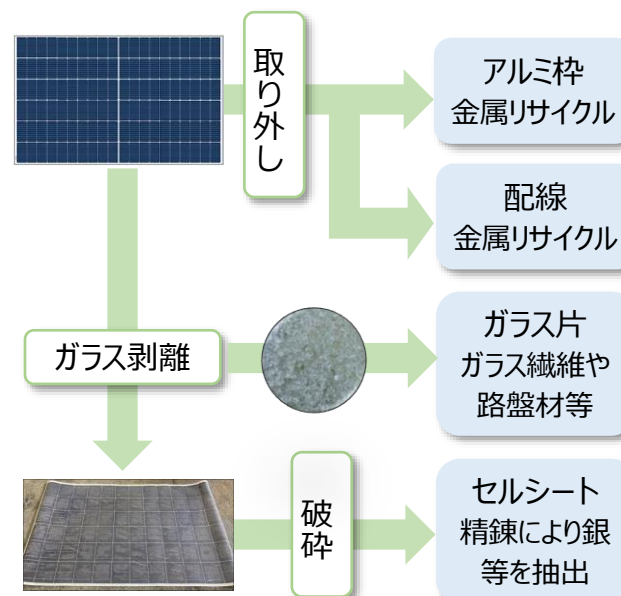 取り外し
アルミ枠
金属リサイクル
配線
金属リサイクル
ガラス剥離
ガラス片
ガラス繊維や
路盤材等
破砕
セルシート
精錬により銀
等を抽出